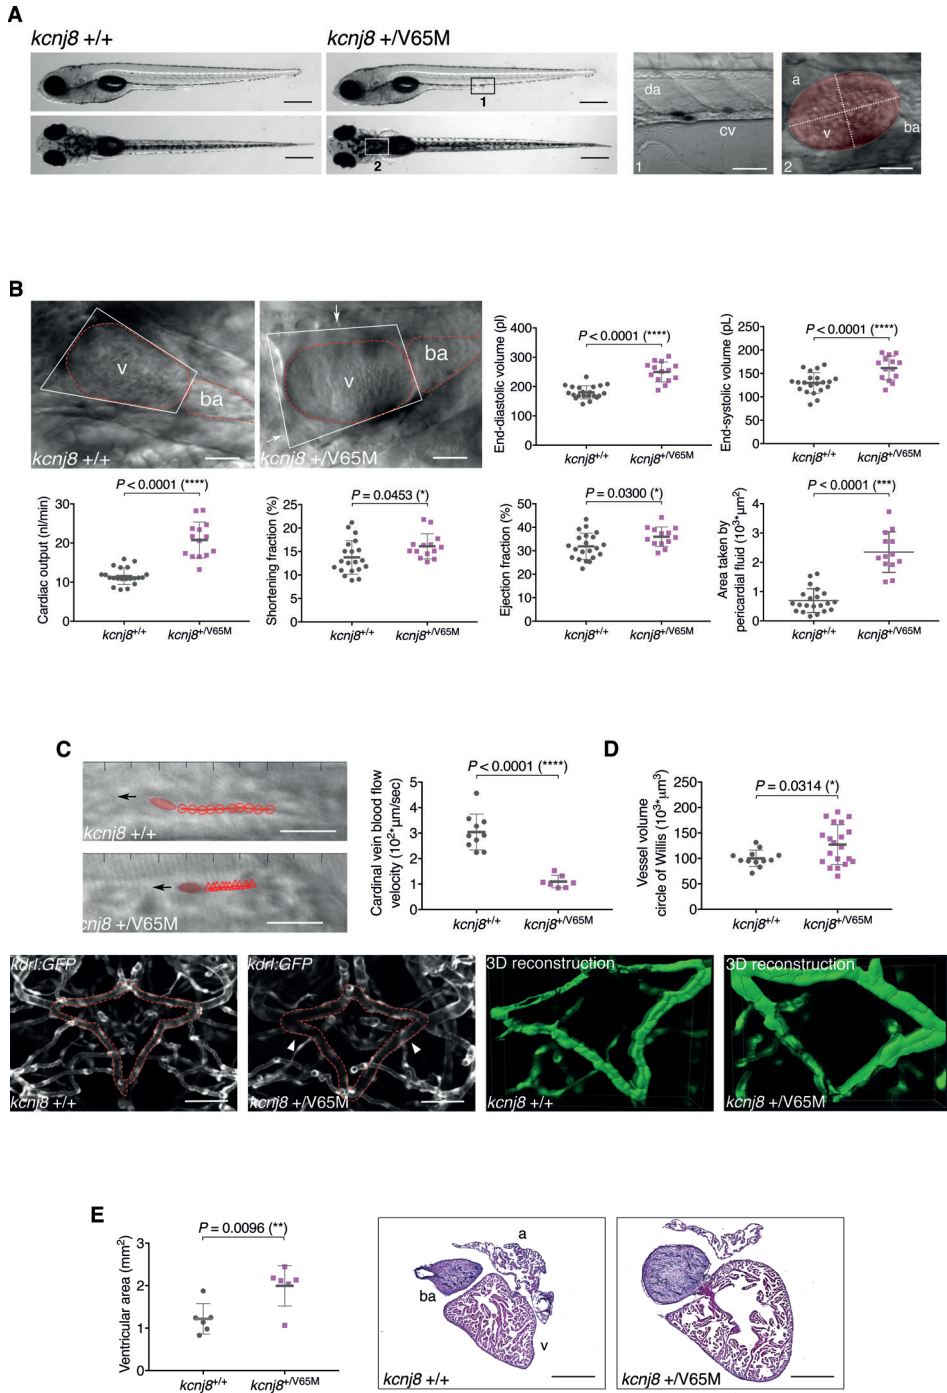 A
kcnj8 +/+
kcnj8 +/V65M
1
2
da
cv
1
a
v
ba
2
B
v
ba
kcnj8 +/+
v
ba
kcnj8 +/V65M
End-diastolic volume (pl)
400
300
200
100
0
P < 0.0001 (****)
kcnj8+/+
kcnj8+/V65M
End-systolic volume (pL)
250
200
150
100
50
0
P < 0.0001 (****)
kcnj8+/+
kcnj8+/V65M
Cardiac output (nl/min)
30
20
10
0
P < 0.0001 (****)
kcnj8+/+
kcnj8+/V65M
Shortening fraction (%)
25
20
15
10
5
0
P = 0.0453 (*)
kcnj8+/+
kcnj8+/V65M
Ejection fraction (%)
50
40
30
20
10
0
P = 0.0300 (*)
kcnj8+/+
kcnj8+/V65M
Area taken by
pericardial fluid (10³*µm²)
4
3
2
1
0
P < 0.0001 (***)
kcnj8+/+
kcnj8+/V65M
C
kcnj8 +/+
cnj8 +/V65M
Cardinal vein blood flow
velocity (10²*µm/sec)
5
4
3
2
1
0
P < 0.0001 (****)
kcnj8+/+
kcnj8+/V65M
D
Vessel volume
circle of Willis (10³*µm³)
250
200
150
100
50
0
P = 0.0314 (*)
kcnj8+/+
kcnj8+/V65M
kdrl:GFP
kcnj8 +/+
kdrl:GFP
kcnj8 +/V65M
3D reconstruction
kcnj8 +/+
3D reconstruction
kcnj8 +/V65M
E
Ventricular area (mm²)
3
2
1
0
P = 0.0096 (**)
kcnj8+/+
kcnj8+/V65M
a
ba
v
kcnj8 +/+
kcnj8 +/V65M